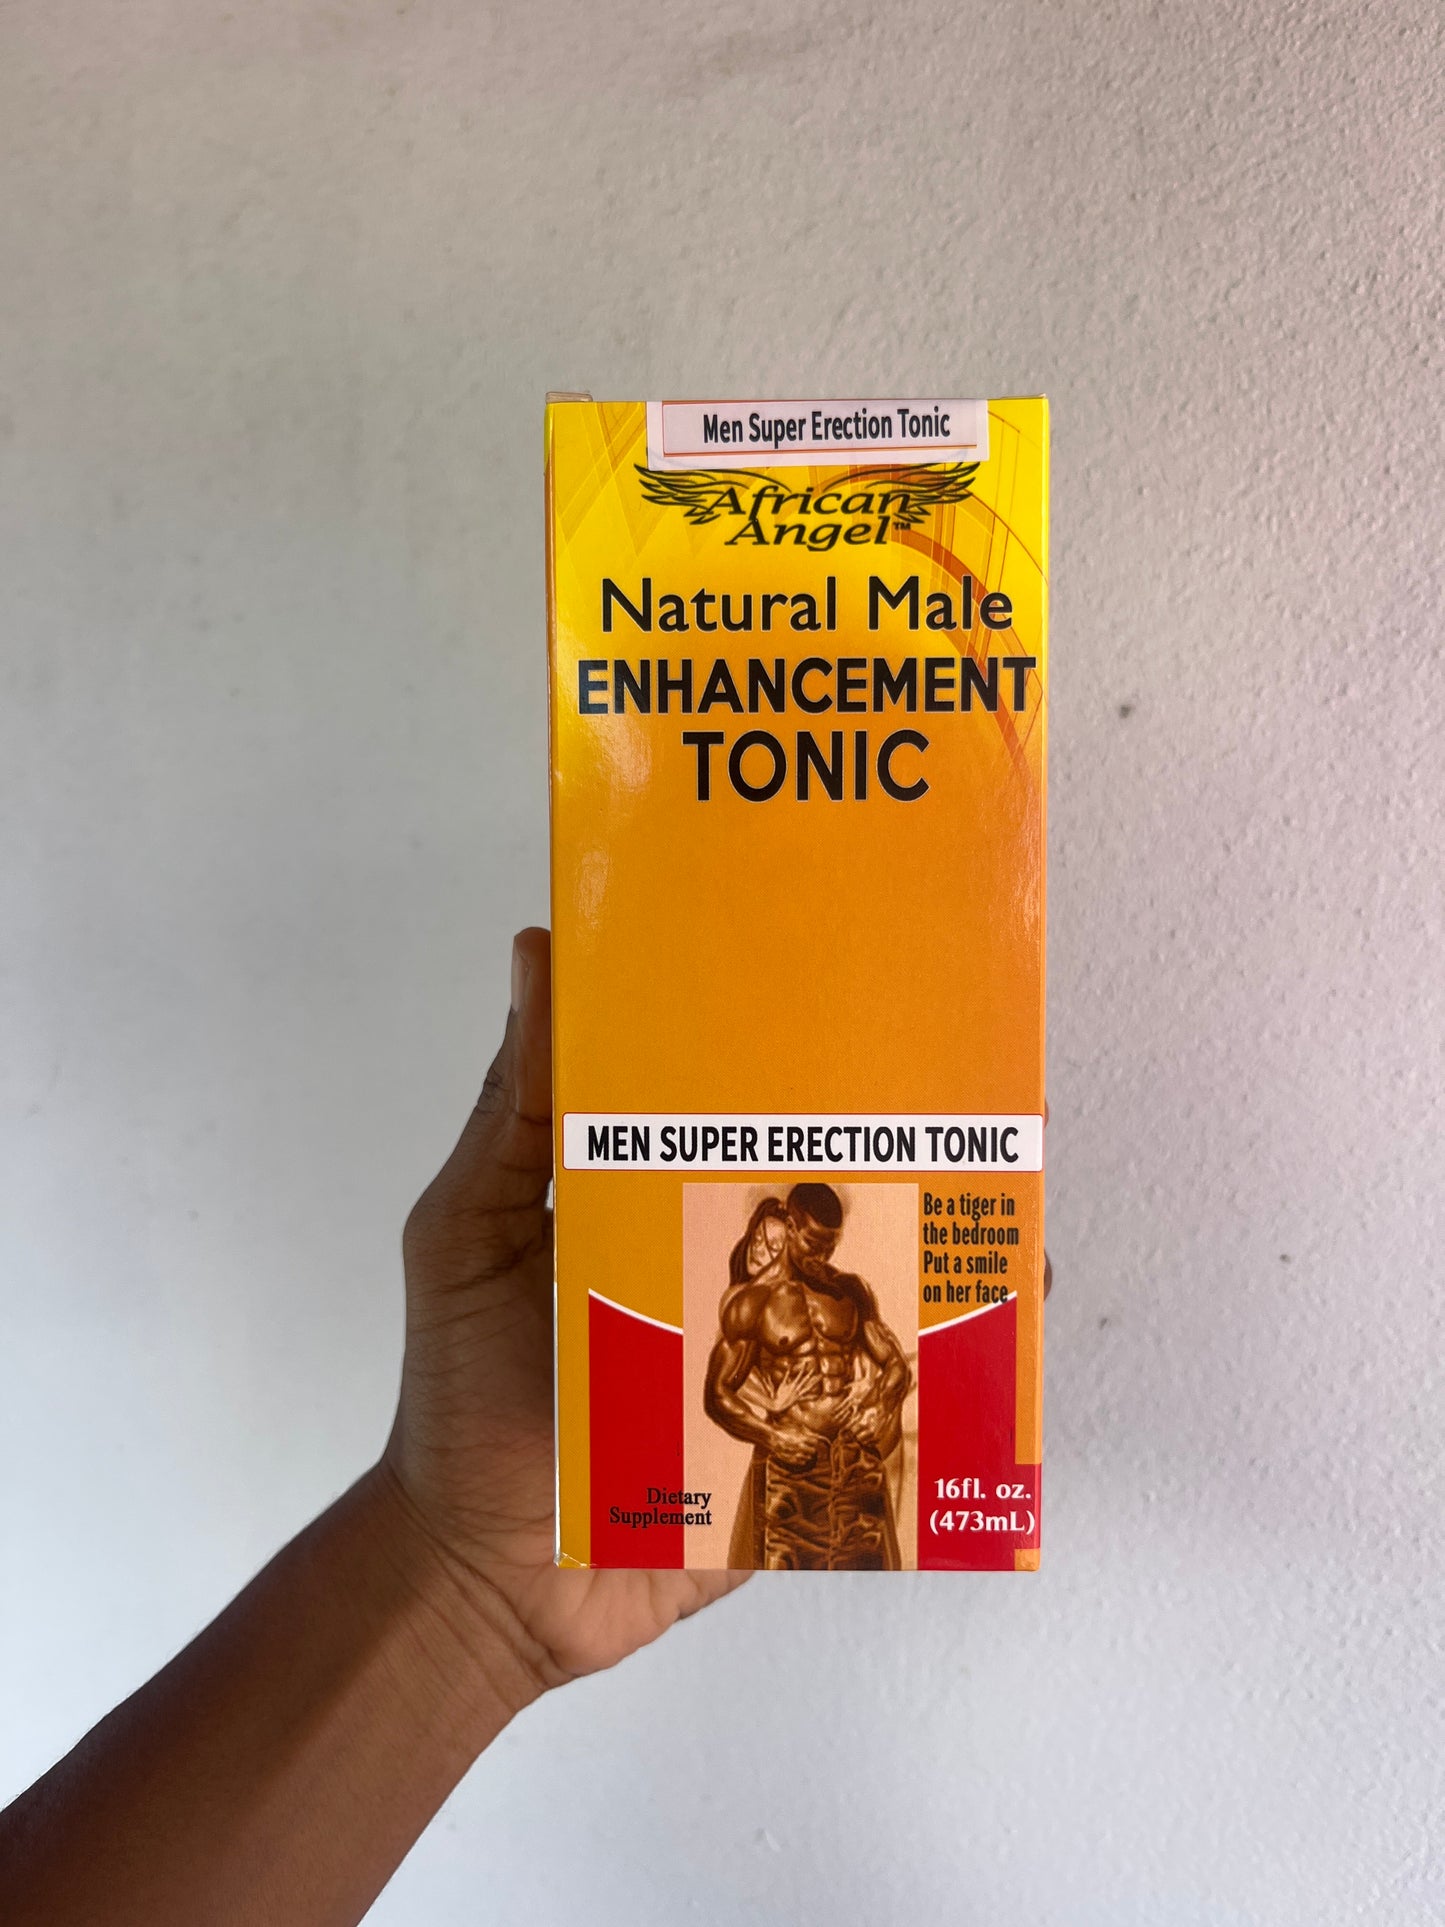 Men Super Erection Tonic
African
Angel™
Natural Male
ENHANCEMENT
TONIC
MEN SUPER ERECTION TONIC
Be a tiger in
the bedroom
Put a smile
on her face
Dietary
Supplement
16fl. oz.
(473mL)